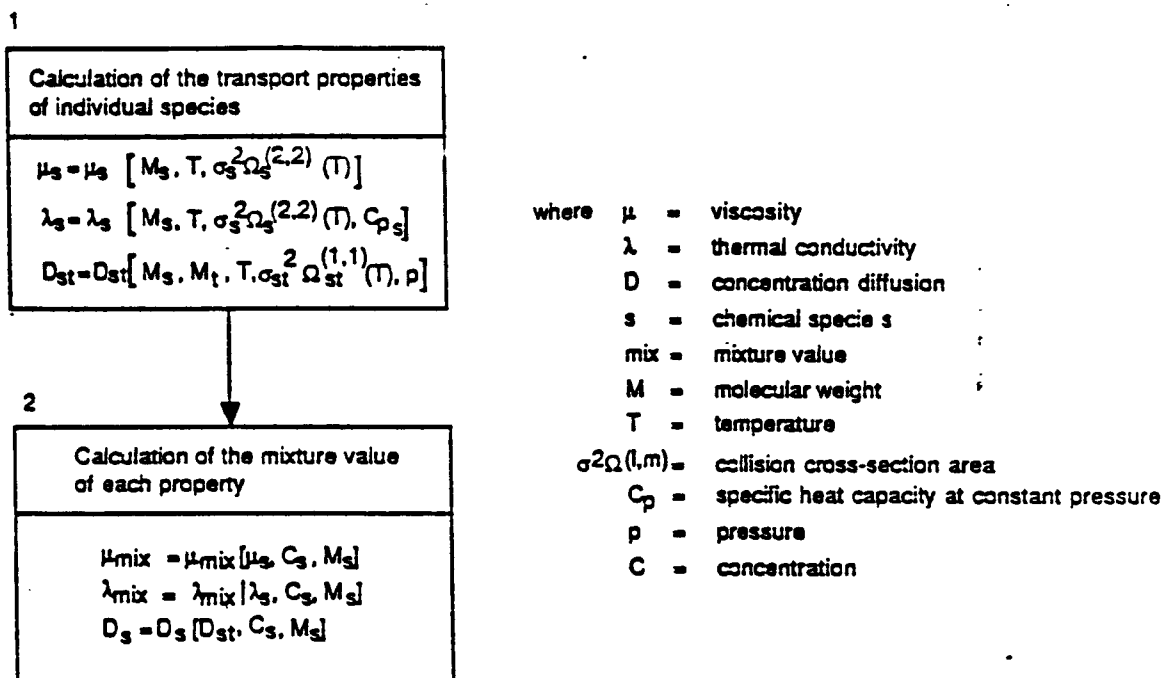 1
Calculation of the transport properties
of individual species
μs = μs [ Ms, T, σs²Ωs^(2,2) (T)]
λs = λs [ Ms, T, σs²Ωs^(2,2) (T), Cps]
Dst = Dst[ Ms, Mt, T, σst² Ωst^(1,1) (T), p]
2
Calculation of the mixture value
of each property
μmix = μmix [μs, Cs, Ms]
λmix = λmix [λs, Cs, Ms]
Ds = Ds [Dst, Cs, Ms]
where μ = viscosity
λ = thermal conductivity
D = concentration diffusion
s = chemical specie s
mix = mixture value
M = molecular weight
T = temperature
σ²Ω(l,m) = collision cross-section area
Cp = specific heat capacity at constant pressure
p = pressure
C = concentration